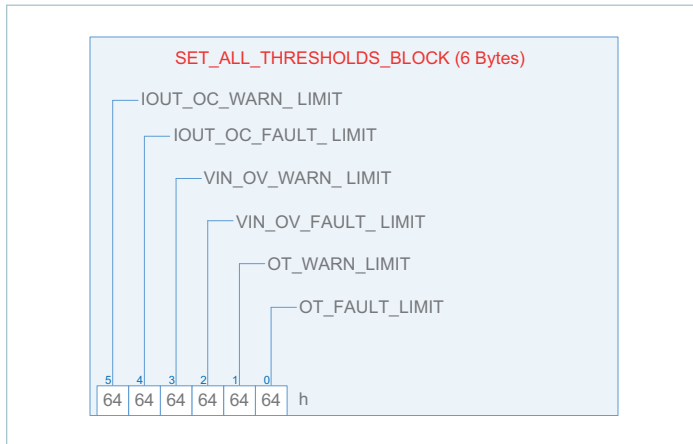 SET_ALL_THRESHOLDS_BLOCK (6 Bytes)
IOUT_OC_WARN_ LIMIT
IOUT_OC_FAULT_ LIMIT
VIN_OV_WARN_ LIMIT
VIN_OV_FAULT_ LIMIT
OT_WARN_LIMIT
OT_FAULT_LIMIT
5 4 3 2 1 0
64 64 64 64 64 64 h